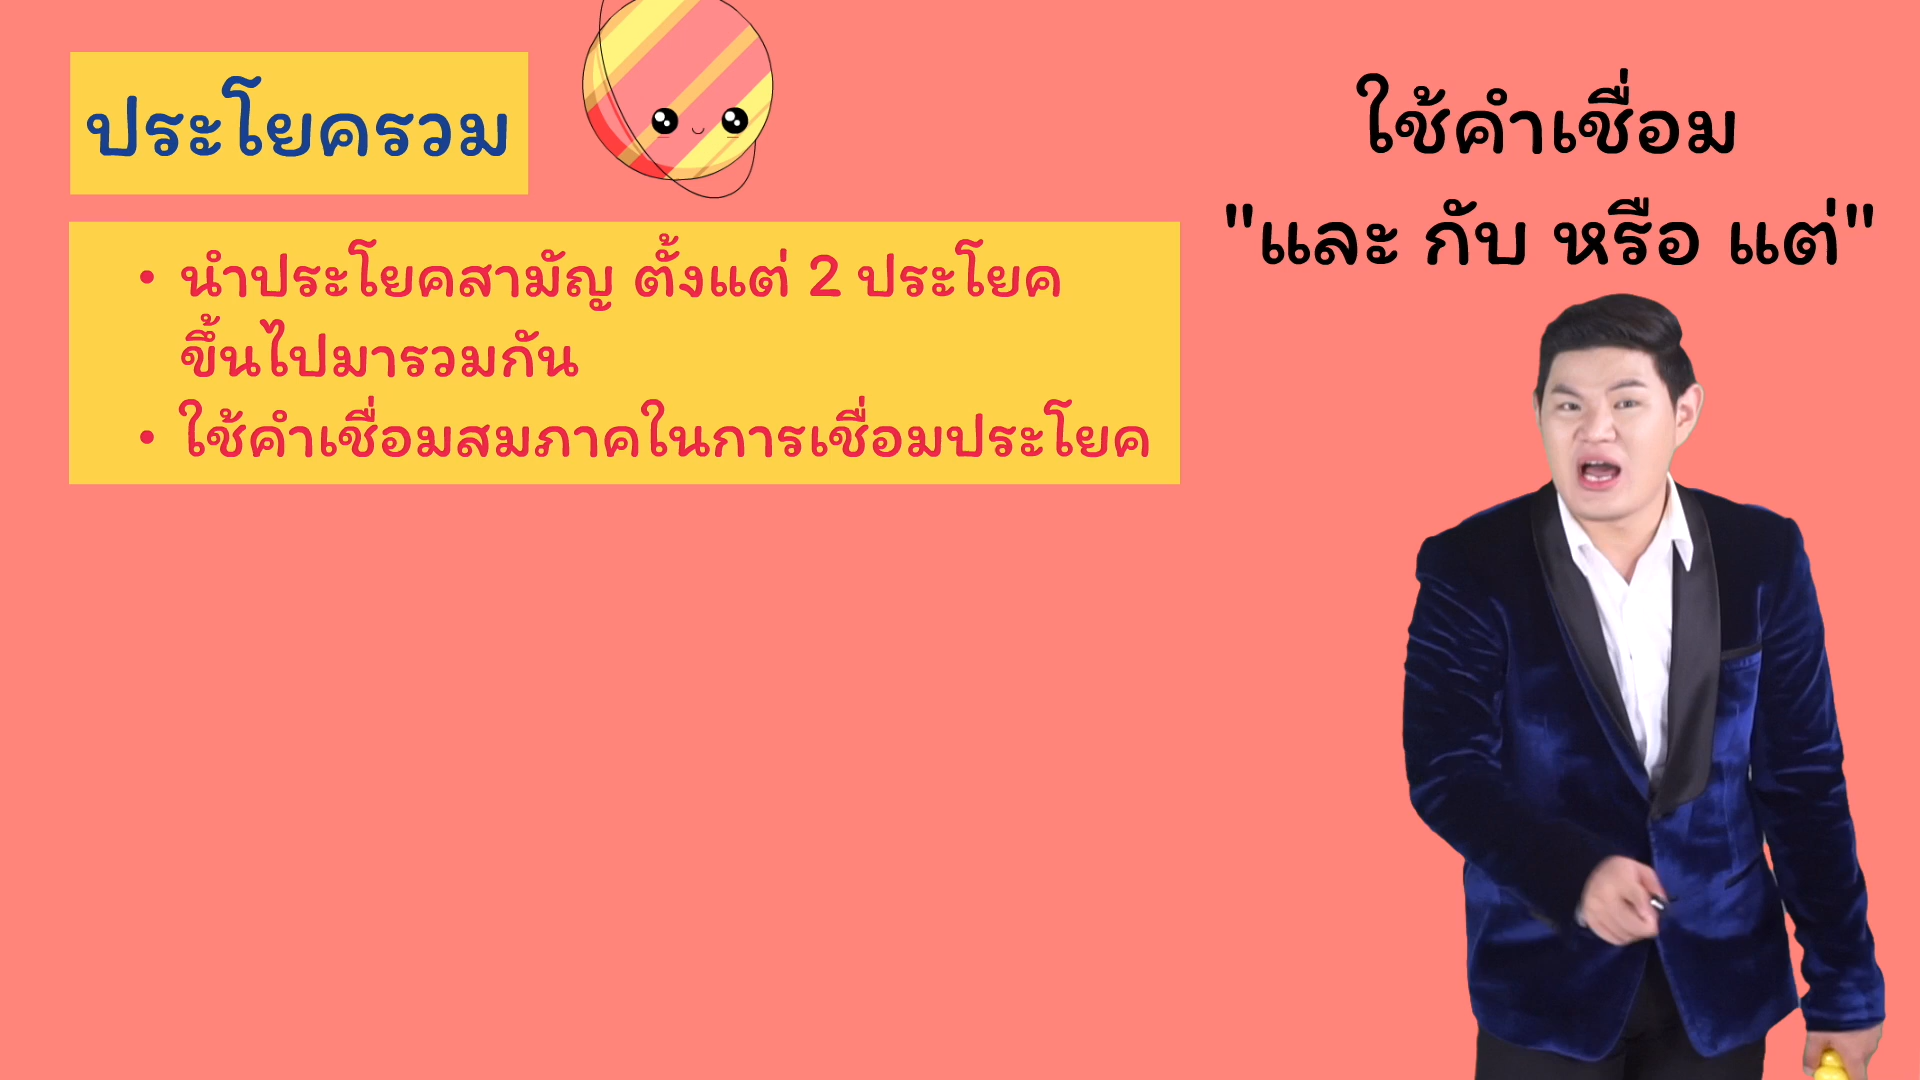 ประโยครวม
• นำประโยคสามัญ ตั้งแต่ 2 ประโยค
ขึ้นไปมารวมกัน
• ใช้คำเชื่อมสมภาคในการเชื่อมประโยค
ใช้คำเชื่อม
"และ กับ หรือ แต่"